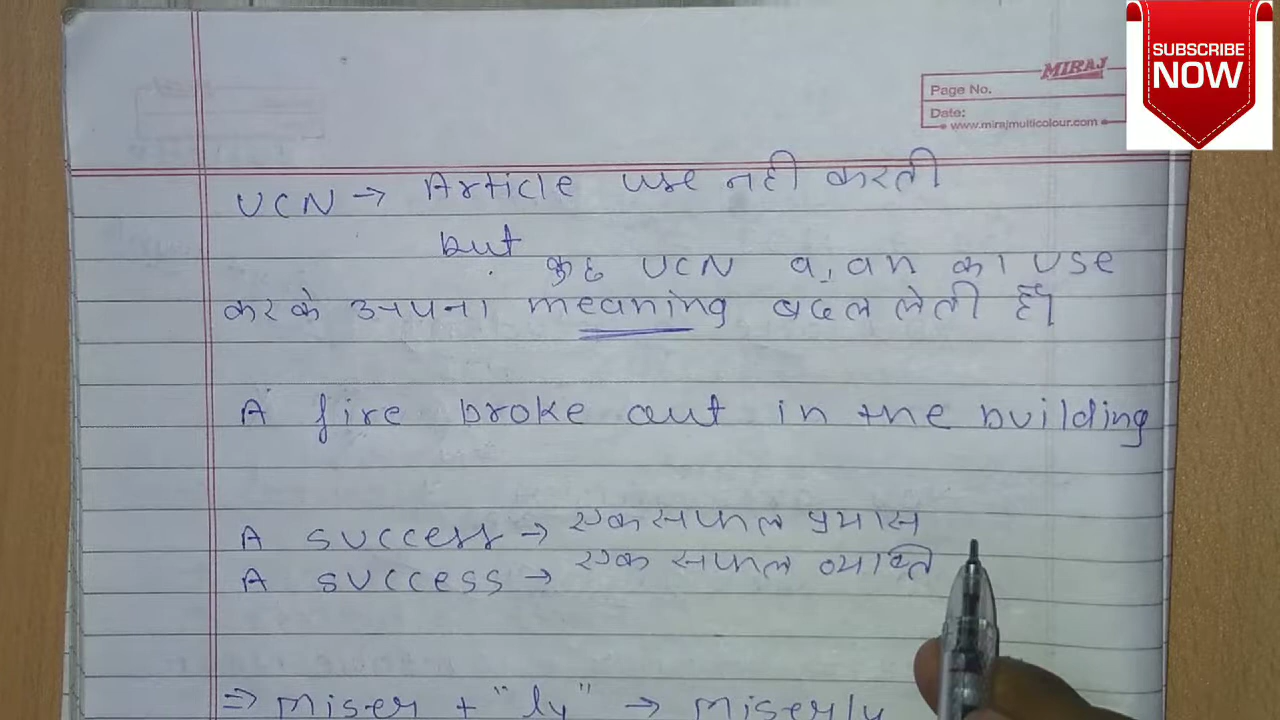 SUBSCRIBE
NOW
MIRAJ
Page No.
Date:
www.mirajmulticolour.com
UCN → Article use नही करती
but
कुछ UCN a, an का use
करके अपना meaning बदल लेती हैं।
A fire broke out in the building
A success → एक सफल प्रयास
A success → एक सफल व्यक्ति
⇒ Miser + "ly" → Miserly